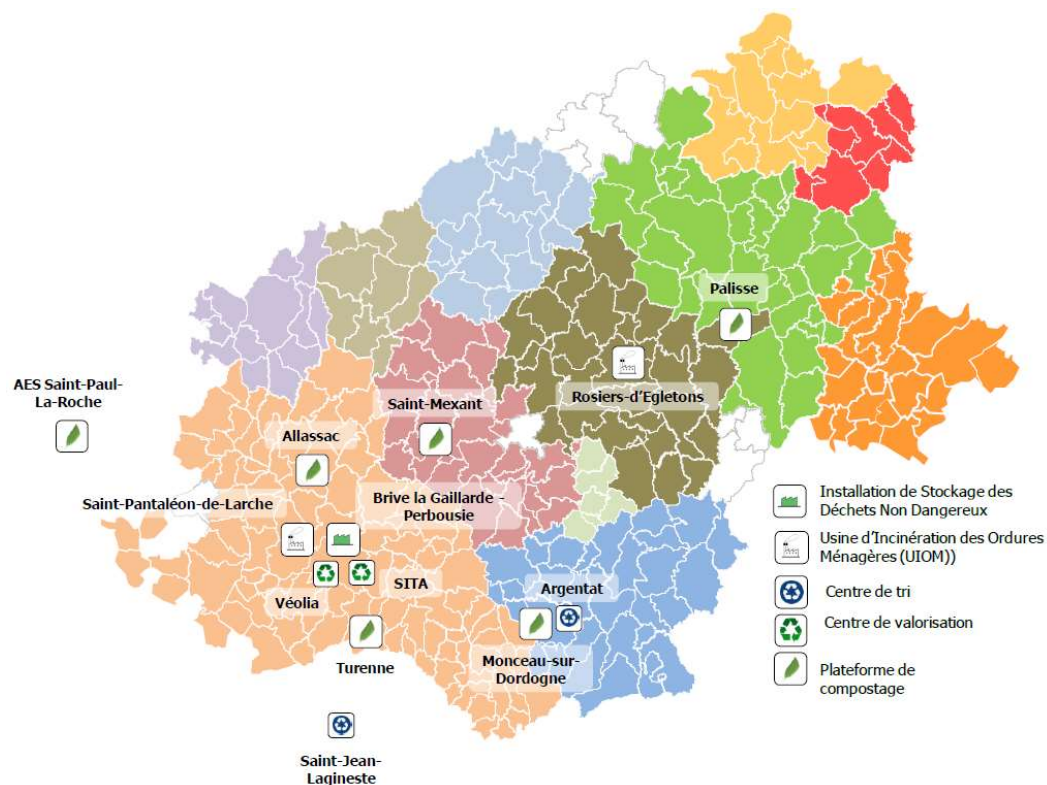 Palisse
AES Saint-Paul-
La-Roche
Saint-Mexant
Rosiers-d'Egletons
Allassac
Saint-Pantaléon-de-Larche
Brive la Gaillarde -
Perbousie
Véolia
SITA
Argentat
Turenne
Monceau-sur-
Dordogne
Saint-Jean-
Lagineste
Installation de Stockage des
Déchets Non Dangereux
Usine d'Incinération des Ordures
Ménagères (UIOM))
Centre de tri
Centre de valorisation
Plateforme de
compostage